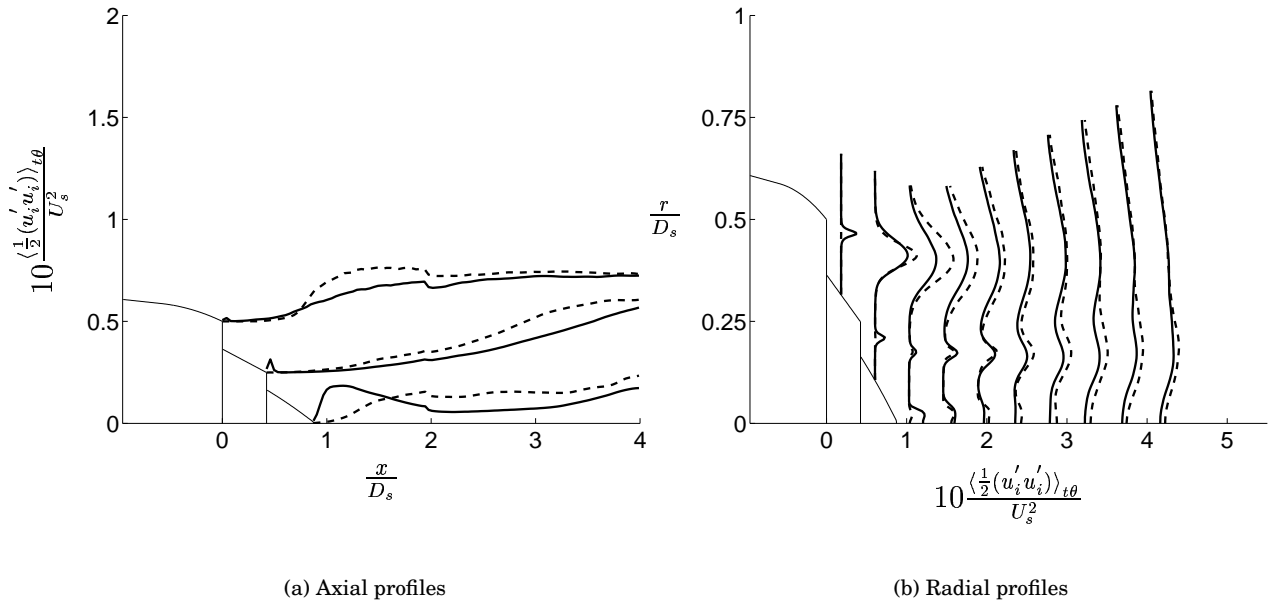 2
1.5
1
0.5
0
0 1 2 3 4
10 ⟨½(u′ᵢu′ᵢ)⟩ₜθ / Uₛ²
x / Dₛ
(a) Axial profiles
1
0.75
0.5
0.25
0
0 1 2 3 4 5
r / Dₛ
10 ⟨½(u′ᵢu′ᵢ)⟩ₜθ / Uₛ²
(b) Radial profiles